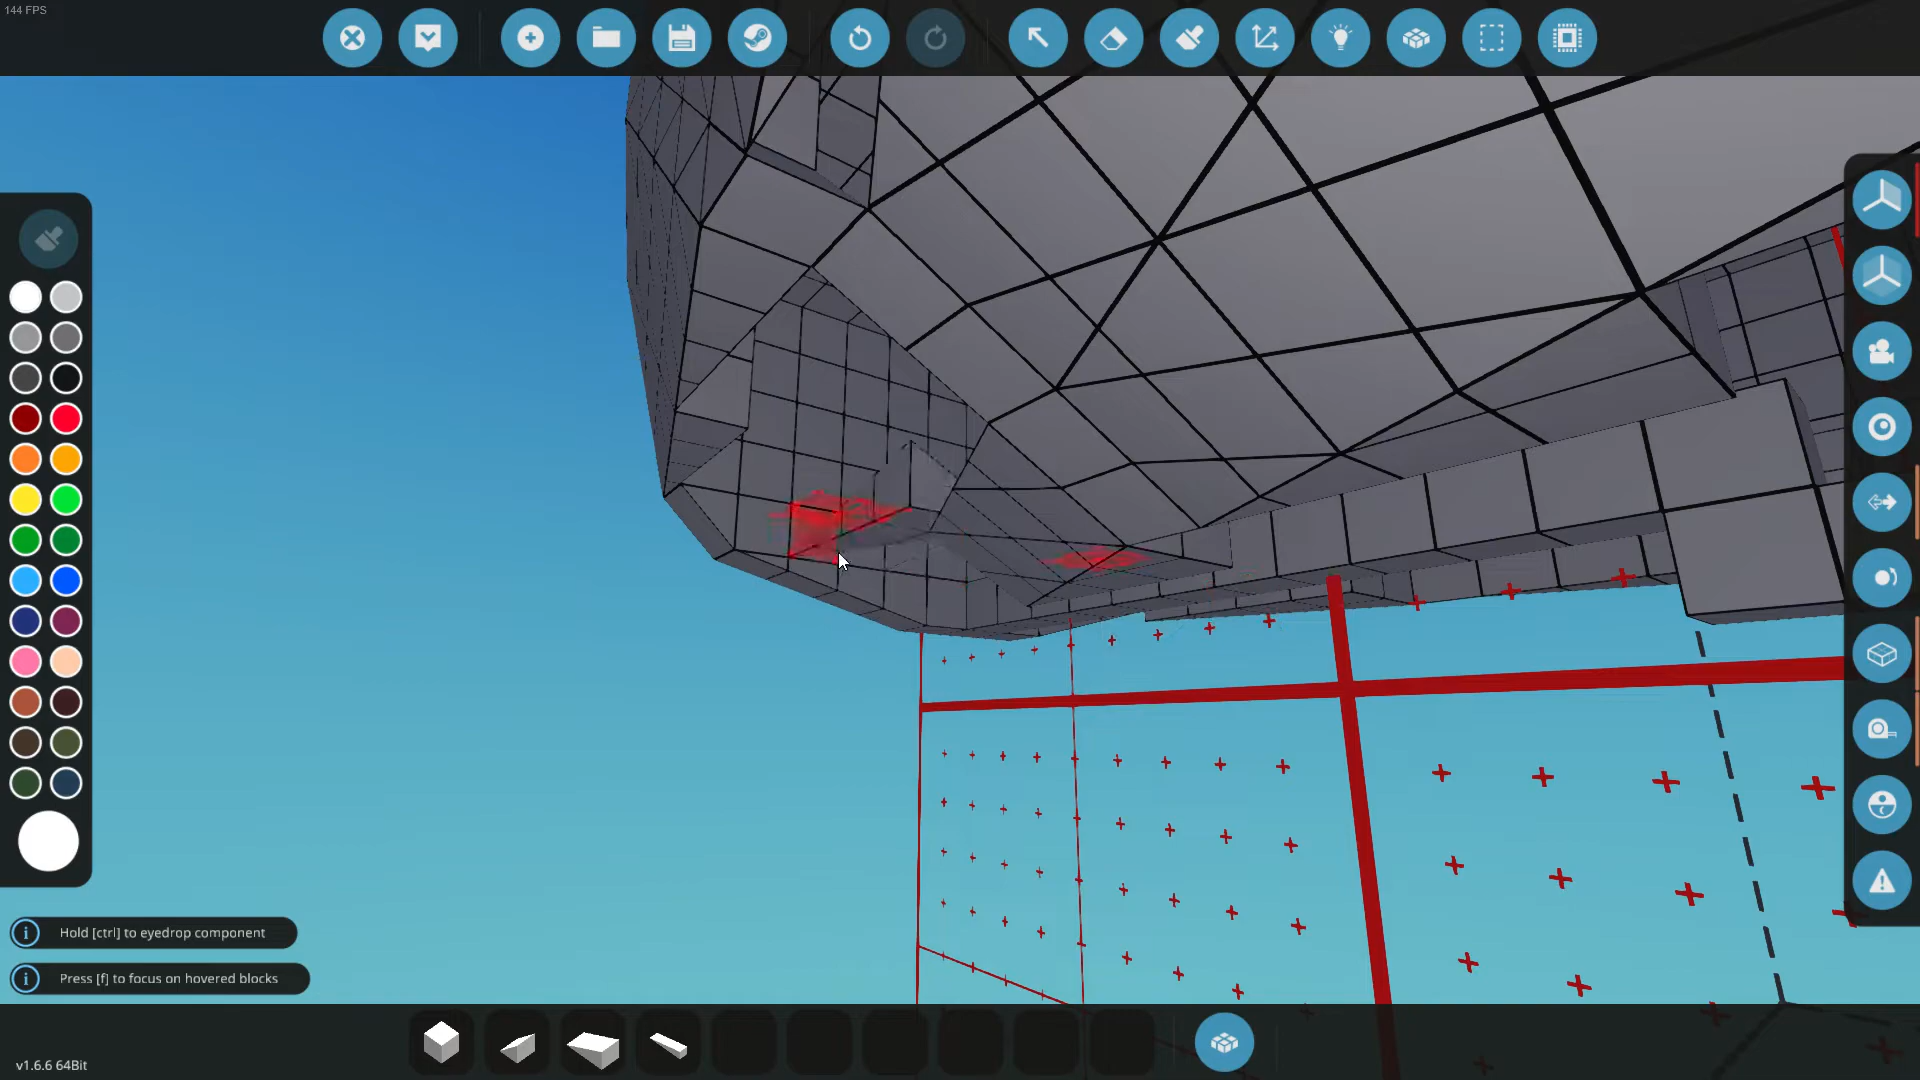 144 FPS
Hold [ctrl] to eyedrop component
Press [f] to focus on hovered blocks
v1.6.6 64Bit